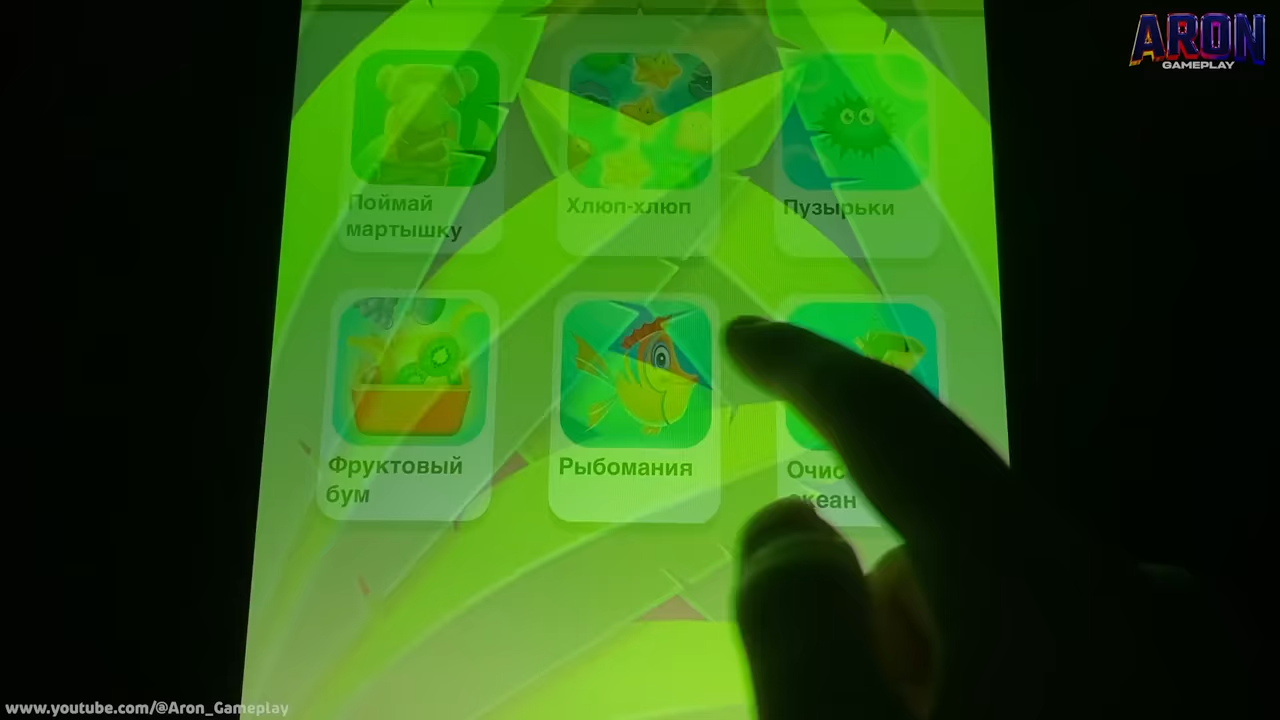 ARON
GAMEPLAY
Поймай
мартышку
Хлюп-хлюп
Пузырьки
Фруктовый
бум
Рыбомания
Очис
кеан
www.youtube.com/@Aron_Gameplay